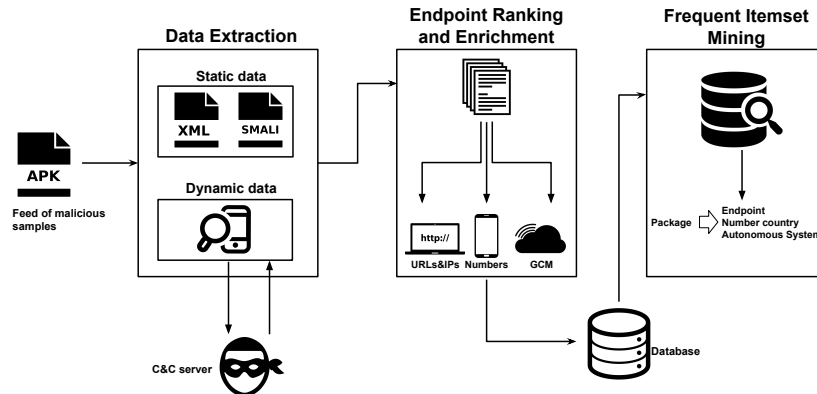 Data Extraction
Endpoint Ranking
and Enrichment
Frequent Itemset
Mining
Static data
XML
SMALI
APK
Feed of malicious
samples
Dynamic data
C&C server
http://
URLs&IPs
Numbers
GCM
Database
Package
Endpoint
Number country
Autonomous System